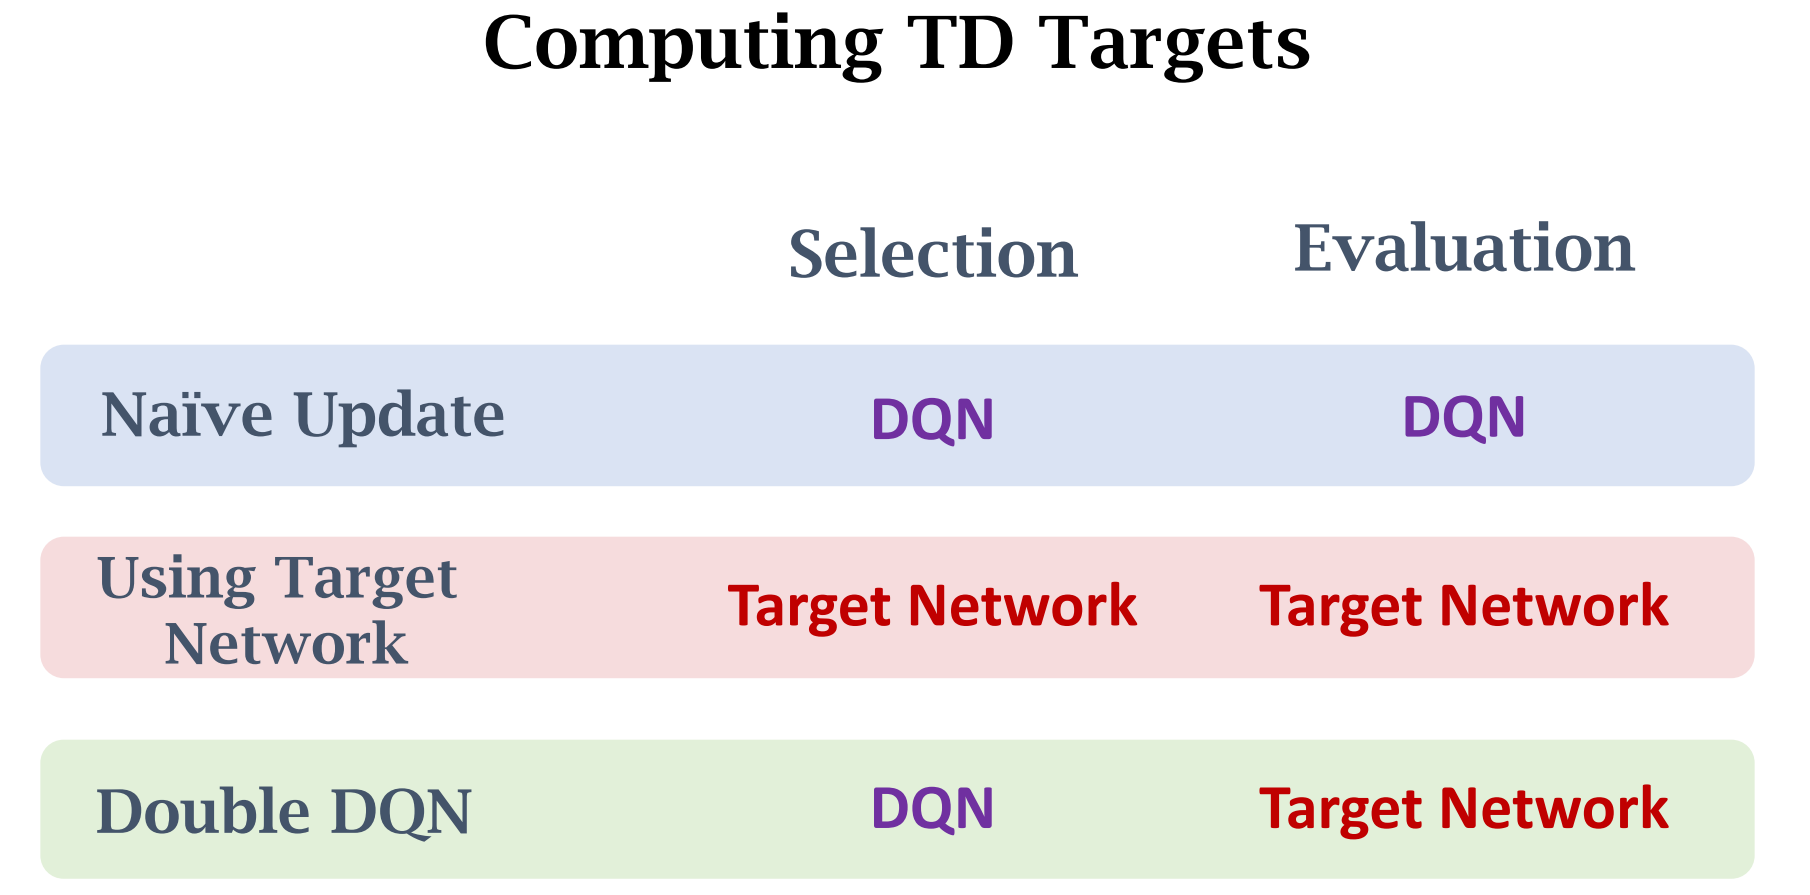 Computing TD Targets
Selection
Evaluation
Naïve Update
DQN
DQN
Using Target
Network
Target Network
Target Network
Double DQN
DQN
Target Network